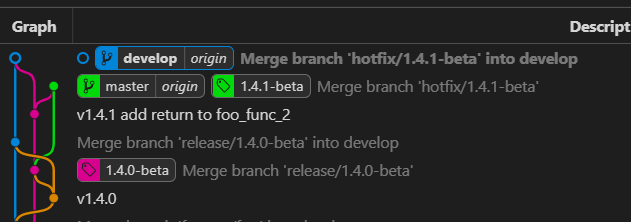 Graph Descript
develop origin Merge branch 'hotfix/1.4.1-beta' into develop
master origin 1.4.1-beta Merge branch 'hotfix/1.4.1-beta'
v1.4.1 add return to foo_func_2
Merge branch 'release/1.4.0-beta' into develop
1.4.0-beta Merge branch 'release/1.4.0-beta'
v1.4.0